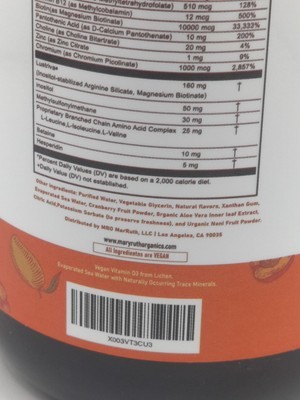 510 mcg 128%
B12 (as Methylcobalamin) 12 mcg 500%
Biotin(as Magnesium Biotinate) 10000 mcg 33,333%
Pantothenic Acid (as D-Calcium Pantothenate) 10 mg 200%
Choline (as Choline Bitartrate) 20 mg 4%
Zinc (as Zinc Citrate 1 mg 9%
Chromium (as Chromium Picolinate) 1000 mcg 2,857%
Lustriva® 160 mg †
(Inositol-stabilized Arginine Silicate, Magnesium Biotinate)
Inositol 50 mg †
Methylsulfonylmethane 30 mg †
Proprietary Branched Chain Amino Acid Complex 25 mg †
L-Leucine,L-Isoleucine,L-Valine
Betaine 10 mg †
Hesperidin 5 mg †
*Percent Daily Values (DV) are based on a 2,000 calorie diet.
+Daily Value (DV) not established.
Other Ingredients: Purified Water, Vegetable Glycerin, Natural flavors, Xanthan Gum,
Evaporated Sea Water, Cranberry Fruit Powder, Organic Aloe Vera Inner leaf Extract,
Citric Acid,Potassium Sorbate (to preserve freshness), and Organic Noni Fruit Powder.
Distributed by MRO MaryRuth, LLC | Los Angeles, CA 90035
www.maryruthorganics.com
All Ingredients are VEGAN
Vegan Vitamin D3 from Lichen
Evaporated Sea Water with Naturally Occurring Trace Minerals.
X003VT3CU3